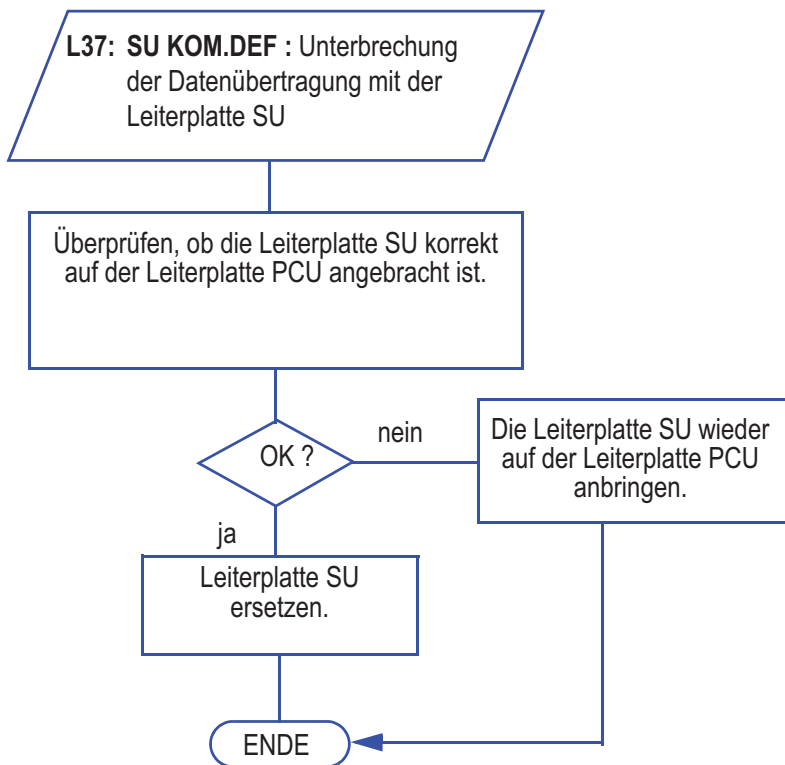 L37: SU KOM.DEF : Unterbrechung
der Datenübertragung mit der
Leiterplatte SU
Überprüfen, ob die Leiterplatte SU korrekt
auf der Leiterplatte PCU angebracht ist.
OK ?
nein
Die Leiterplatte SU wieder
auf der Leiterplatte PCU
anbringen.
ja
Leiterplatte SU
ersetzen.
ENDE